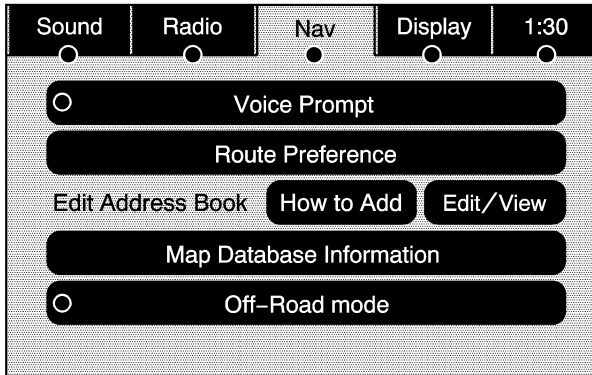 Sound Radio Nav Display 1:30
Voice Prompt
Route Preference
Edit Address Book How to Add Edit/View
Map Database Information
Off-Road mode